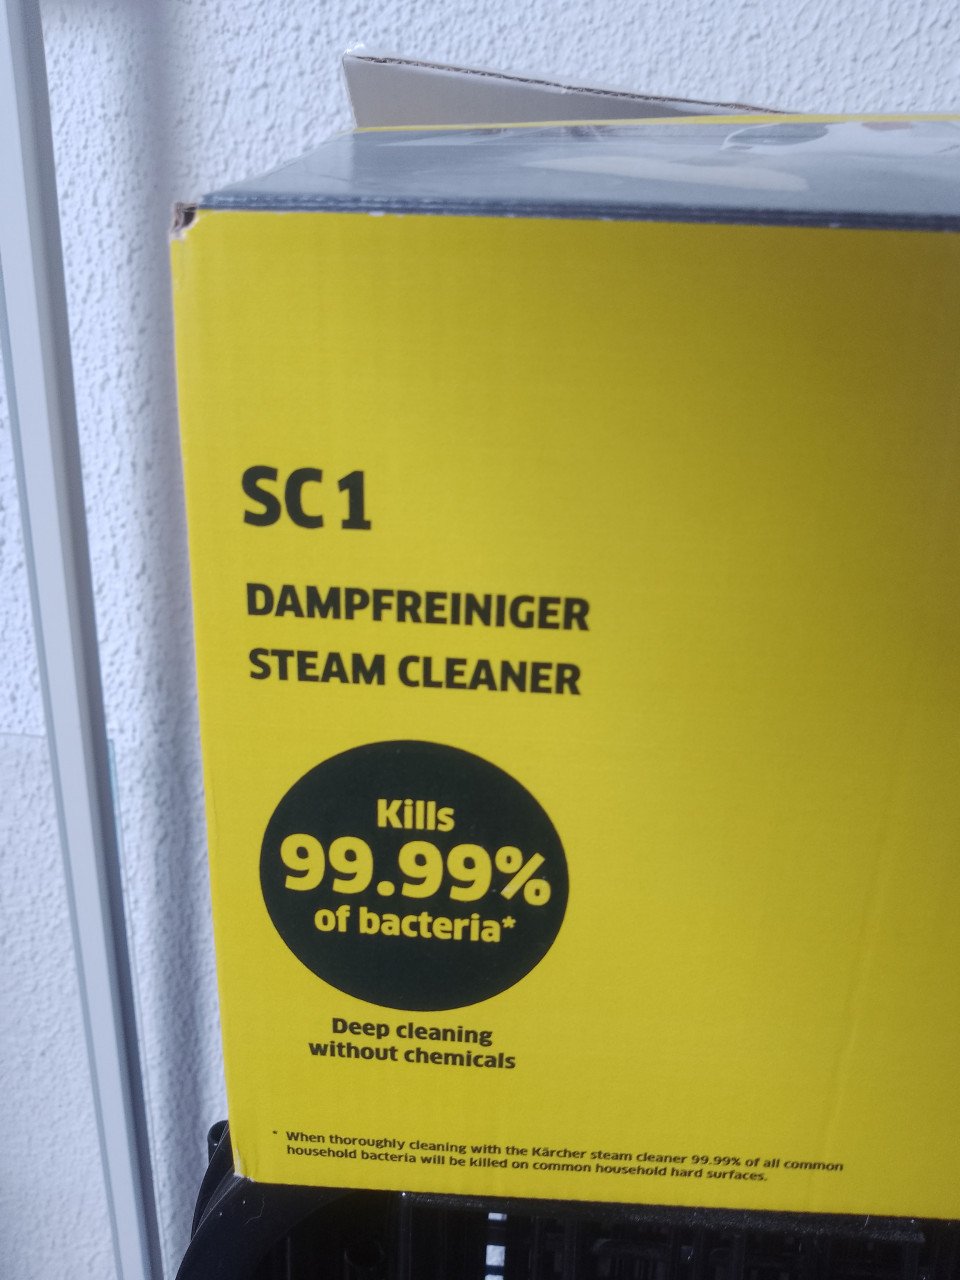 SC 1
DAMPFREINIGER
STEAM CLEANER
Kills
99.99%
of bacteria*
Deep cleaning
without chemicals
* When thoroughly cleaning with the Kärcher steam cleaner 99.99% of all common
household bacteria will be killed on common household hard surfaces.